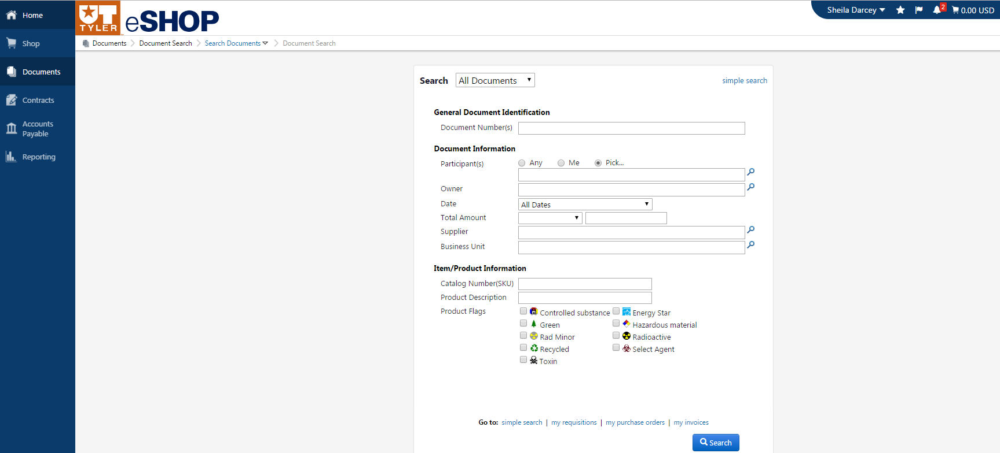 Home
Shop
Documents
Contracts
Accounts
Payable
Reporting
UT
TYLER
eSHOP
Sheila Darcey 2 0.00 USD
Documents Document Search Search Documents Document Search
Search All Documents simple search
General Document Identification
Document Number(s)
Document Information
Participant(s) Any Me Pick...
Owner
Date All Dates
Total Amount
Supplier
Business Unit
Item/Product Information
Catalog Number(SKU)
Product Description
Product Flags Controlled substance Energy Star
Green Hazardous material
Rad Minor Radioactive
Recycled Select Agent
Toxin
Go to: simple search | my requisitions | my purchase orders | my invoices
Search